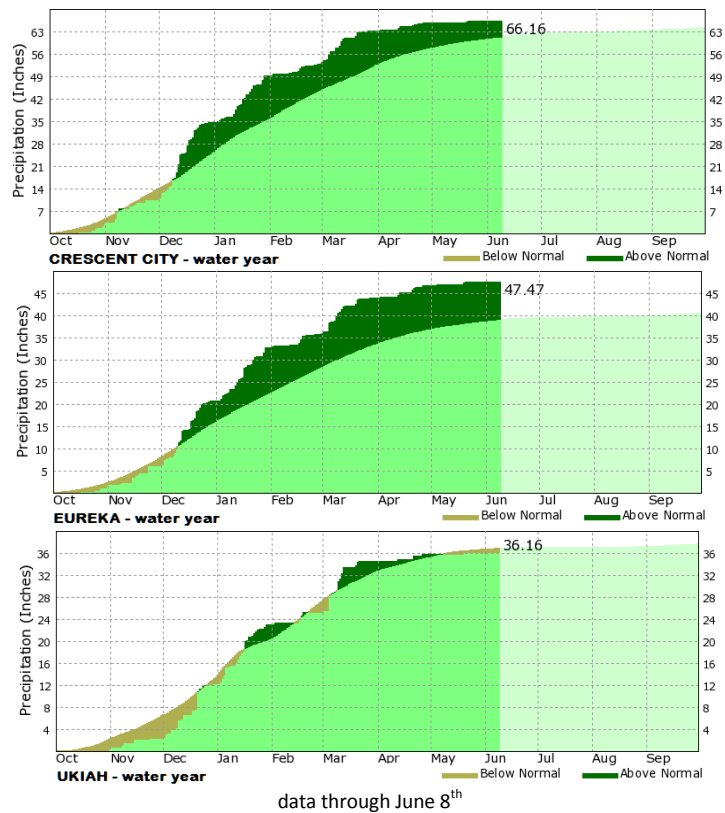 Precipitation (Inches)
63 66.16 63
56 56
49 49
42 42
35 35
28 28
21 21
14 14
7 7
Oct Nov Dec Jan Feb Mar Apr May Jun Jul Aug Sep
CRESCENT CITY - water year Below Normal Above Normal
Precipitation (Inches)
45 47.47 45
40 40
35 35
30 30
25 25
20 20
15 15
10 10
5 5
Oct Nov Dec Jan Feb Mar Apr May Jun Jul Aug Sep
EUREKA - water year Below Normal Above Normal
Precipitation (Inches)
36 36.16 36
32 32
28 28
24 24
20 20
16 16
12 12
8 8
4 4
Oct Nov Dec Jan Feb Mar Apr May Jun Jul Aug Sep
UKIAH - water year Below Normal Above Normal
data through June 8th